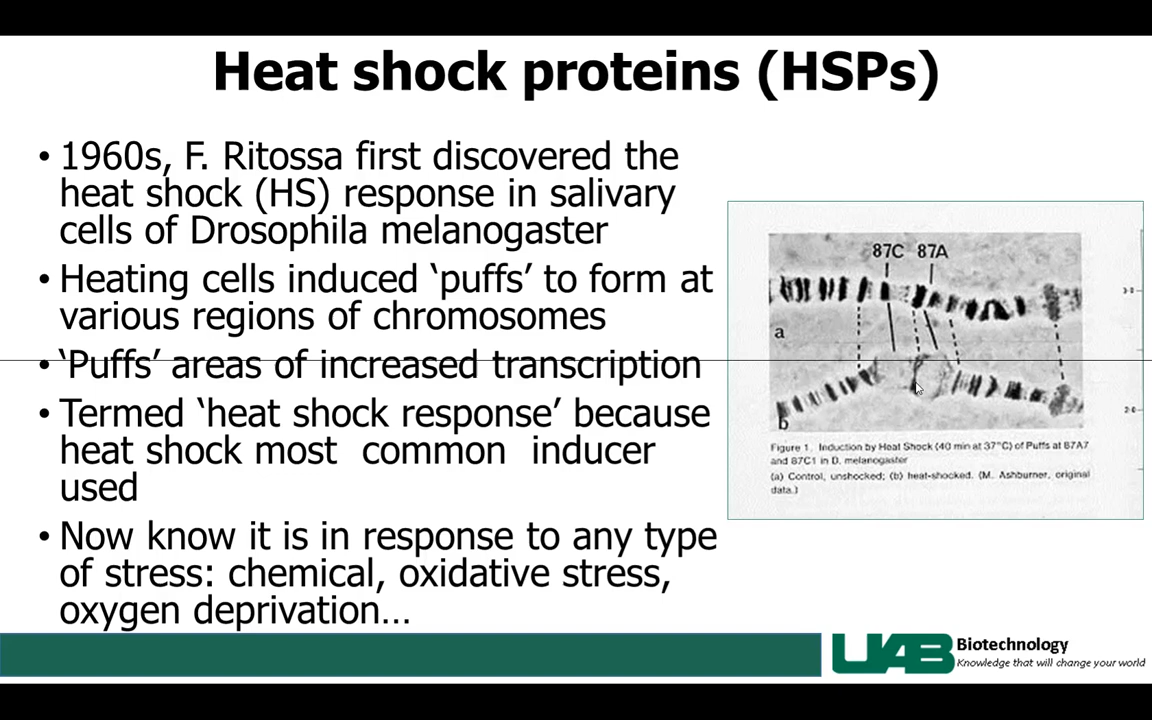 Heat shock proteins (HSPs)
• 1960s, F. Ritossa first discovered the
heat shock (HS) response in salivary
cells of Drosophila melanogaster
• Heating cells induced ‘puffs’ to form at
various regions of chromosomes
• ‘Puffs’ areas of increased transcription
• Termed ‘heat shock response’ because
heat shock most common inducer
used
• Now know it is in response to any type
of stress: chemical, oxidative stress,
oxygen deprivation…
87C 87A
a
b
Figure 1. Induction by Heat Shock (40 min at 37°C) of Puffs at 87A7
and 87C1 in D. melanogaster
(a) Control, unshocked; (b) heat-shocked. (M. Ashburner, original
data.)
UAB Biotechnology
Knowledge that will change your world